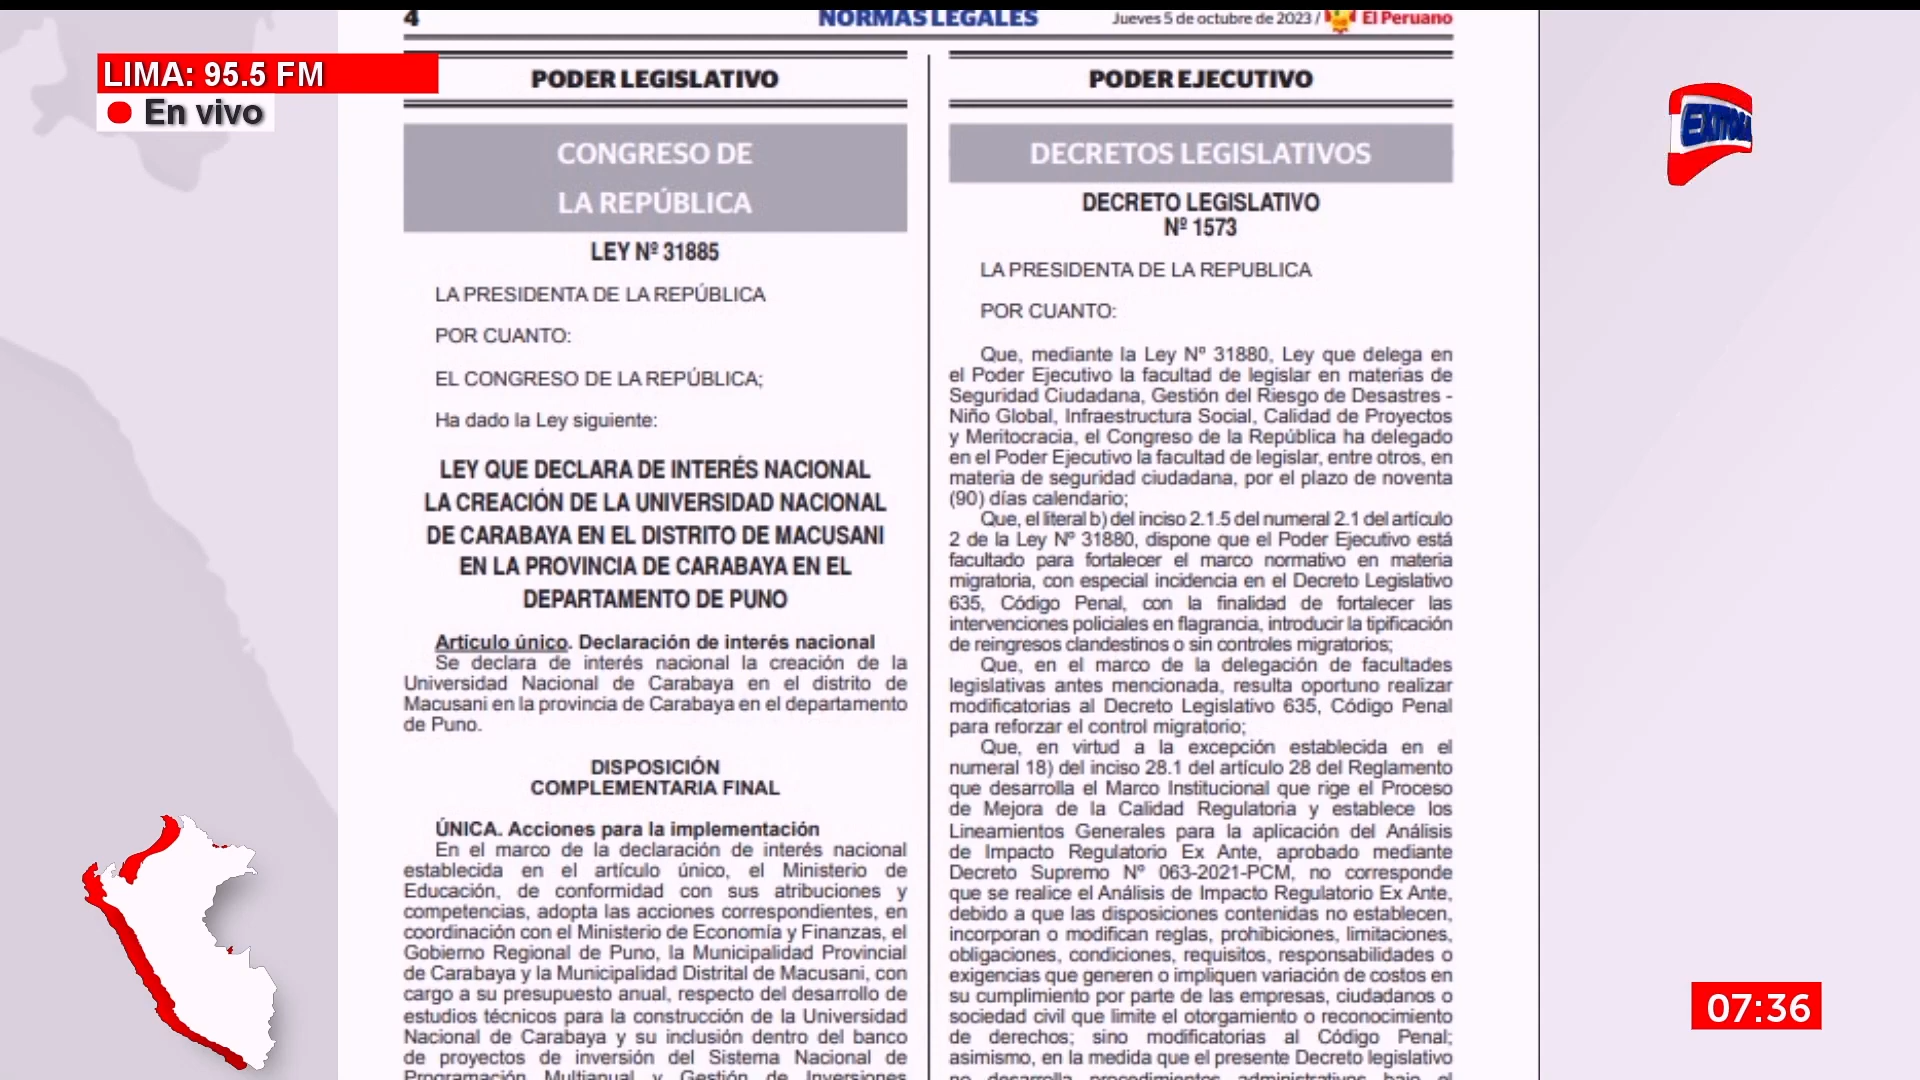 4
NORMAS LEGALES
Jueves 5 de octubre de 2023 / El Peruano
LIMA: 95.5 FM
En vivo
EXITOSA
PODER LEGISLATIVO
CONGRESO DE
LA REPÚBLICA
LEY Nº 31885
LA PRESIDENTA DE LA REPÚBLICA
POR CUANTO:
EL CONGRESO DE LA REPÚBLICA;
Ha dado la Ley siguiente:
LEY QUE DECLARA DE INTERÉS NACIONAL
LA CREACIÓN DE LA UNIVERSIDAD NACIONAL
DE CARABAYA EN EL DISTRITO DE MACUSANI
EN LA PROVINCIA DE CARABAYA EN EL
DEPARTAMENTO DE PUNO
Artículo único. Declaración de interés nacional
Se declara de interés nacional la creación de la
Universidad Nacional de Carabaya en el distrito de
Macusani en la provincia de Carabaya en el departamento
de Puno.
DISPOSICIÓN
COMPLEMENTARIA FINAL
ÚNICA. Acciones para la implementación
En el marco de la declaración de interés nacional
establecida en el artículo único, el Ministerio de
Educación, de conformidad con sus atribuciones y
competencias, adopta las acciones correspondientes, en
coordinación con el Ministerio de Economía y Finanzas, el
Gobierno Regional de Puno, la Municipalidad Provincial
de Carabaya y la Municipalidad Distrital de Macusani, con
cargo a su presupuesto anual, respecto del desarrollo de
estudios técnicos para la construcción de la Universidad
Nacional de Carabaya y su inclusión dentro del banco
de proyectos de inversión del Sistema Nacional de
Programación Multianual y Gestión de Inversiones
PODER EJECUTIVO
DECRETOS LEGISLATIVOS
DECRETO LEGISLATIVO
Nº 1573
LA PRESIDENTA DE LA REPUBLICA
POR CUANTO:
Que, mediante la Ley Nº 31880, Ley que delega en
el Poder Ejecutivo la facultad de legislar en materias de
Seguridad Ciudadana, Gestión del Riesgo de Desastres -
Niño Global, Infraestructura Social, Calidad de Proyectos
y Meritocracia, el Congreso de la República ha delegado
en el Poder Ejecutivo la facultad de legislar, entre otros, en
materia de seguridad ciudadana, por el plazo de noventa
(90) días calendario;
Que, el literal b) del inciso 2.1.5 del numeral 2.1 del artículo
2 de la Ley Nº 31880, dispone que el Poder Ejecutivo está
facultado para fortalecer el marco normativo en materia
migratoria, con especial incidencia en el Decreto Legislativo
635, Código Penal, con la finalidad de fortalecer las
intervenciones policiales en flagrancia, introducir la tipificación
de reingresos clandestinos o sin controles migratorios;
Que, en el marco de la delegación de facultades
legislativas antes mencionada, resulta oportuno realizar
modificatorias al Decreto Legislativo 635, Código Penal
para reforzar el control migratorio;
Que, en virtud a la excepción establecida en el
numeral 18) del inciso 28.1 del artículo 28 del Reglamento
que desarrolla el Marco Institucional que rige el Proceso
de Mejora de la Calidad Regulatoria y establece los
Lineamientos Generales para la aplicación del Análisis
de Impacto Regulatorio Ex Ante, aprobado mediante
Decreto Supremo Nº 063-2021-PCM, no corresponde
que se realice el Análisis de Impacto Regulatorio Ex Ante,
debido a que las disposiciones contenidas no establecen,
incorporan o modifican reglas, prohibiciones, limitaciones,
obligaciones, condiciones, requisitos, responsabilidades o
exigencias que generen o impliquen variación de costos en
su cumplimiento por parte de las empresas, ciudadanos o
sociedad civil que limite el otorgamiento o reconocimiento
de derechos; sino modificatorias al Código Penal;
asimismo, en la medida que el presente Decreto legislativo
no desarrolla procedimientos administrativos bajo el
07:36